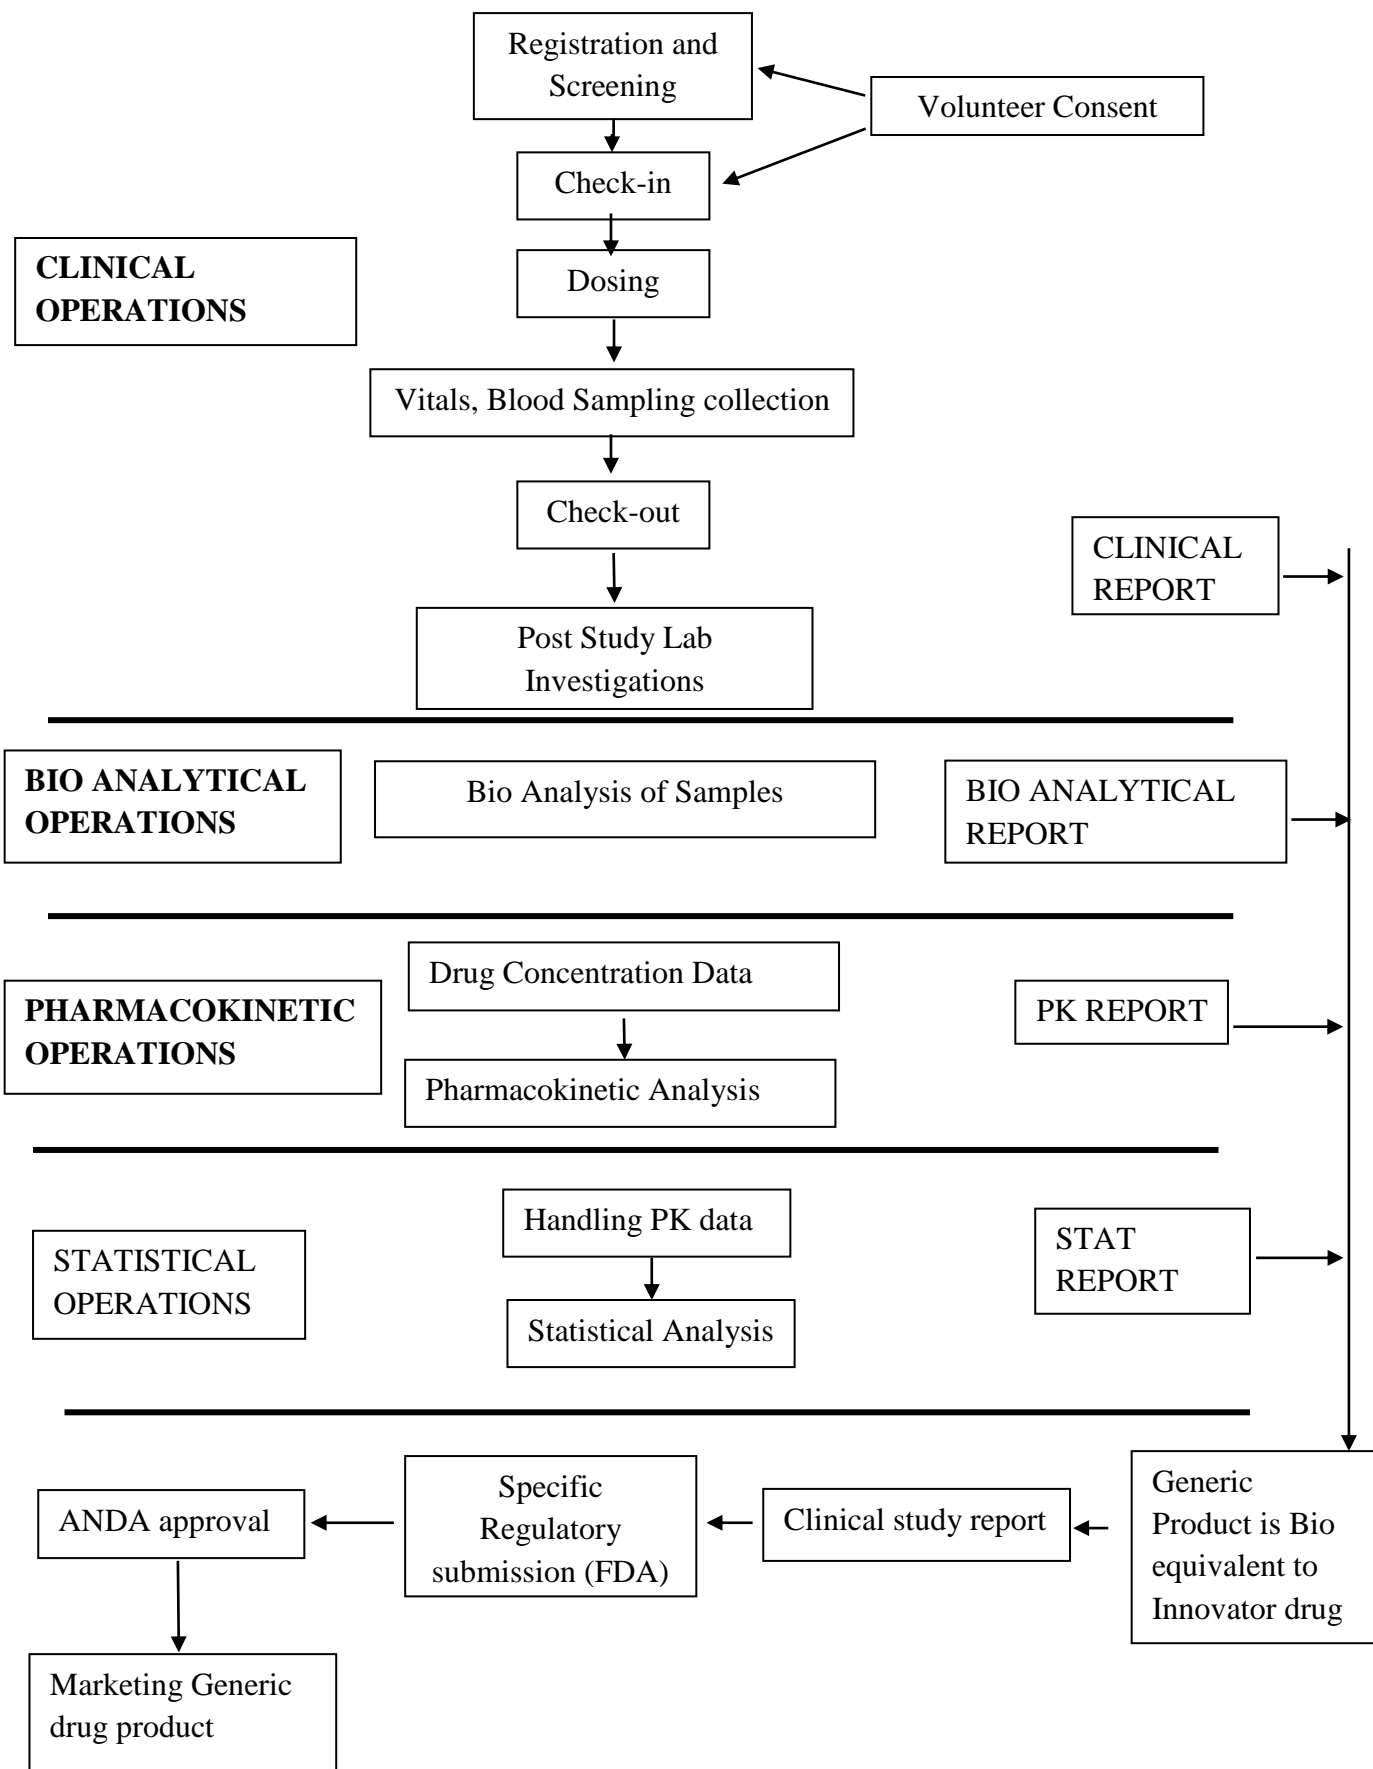 Registration and
Screening
Volunteer Consent
Check-in
CLINICAL
OPERATIONS
Dosing
Vitals, Blood Sampling collection
Check-out
CLINICAL
REPORT
Post Study Lab
Investigations
BIO ANALYTICAL
OPERATIONS
Bio Analysis of Samples
BIO ANALYTICAL
REPORT
Drug Concentration Data
PHARMACOKINETIC
OPERATIONS
PK REPORT
Pharmacokinetic Analysis
Handling PK data
STATISTICAL
OPERATIONS
STAT
REPORT
Statistical Analysis
ANDA approval
Specific
Regulatory
submission (FDA)
Clinical study report
Generic
Product is Bio
equivalent to
Innovator drug
Marketing Generic
drug product